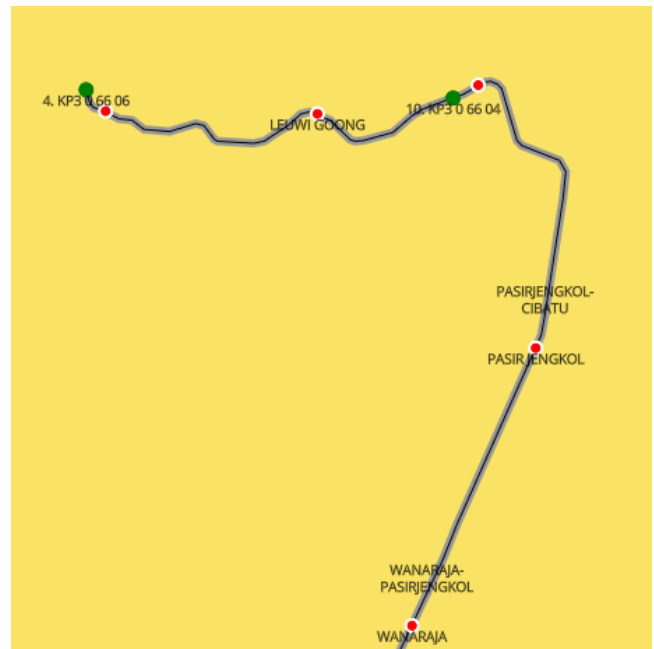 4. KP3 0 66 06
10. KP3 0 66 04
LEUWI GOONG
PASIRJENGKOL-
CIBATU
PASIR JENGKOL
WANARAJA-
PASIRJENGKOL
WANARAJA